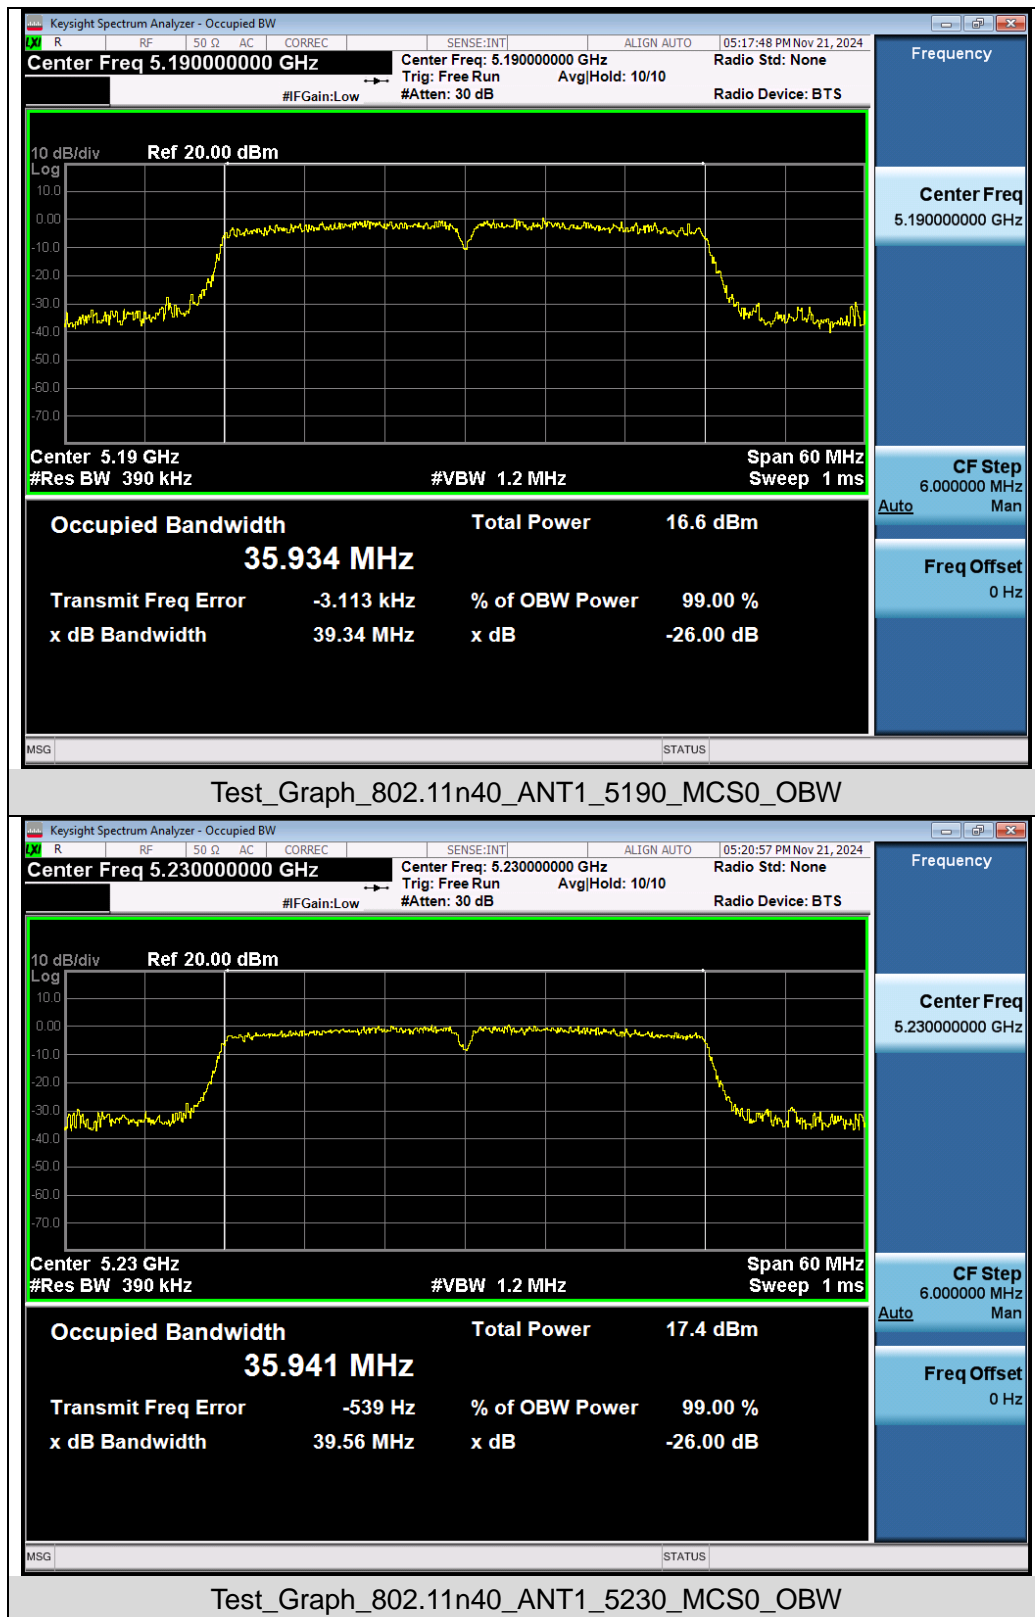 Keysight Spectrum Analyzer - Occupied BW
LXI R RF 50 Ω AC CORREC SENSE:INT ALIGN AUTO 05:17:48 PM Nov 21, 2024
Center Freq 5.190000000 GHz Center Freq: 5.190000000 GHz Radio Std: None
Trig: Free Run Avg|Hold: 10/10
#IFGain:Low #Atten: 30 dB Radio Device: BTS
Frequency
10 dB/div Ref 20.00 dBm
Log
10.0
0.00
-10.0
-20.0
-30.0
-40.0
-50.0
-60.0
-70.0
Center 5.19 GHz Span 60 MHz
#Res BW 390 kHz #VBW 1.2 MHz Sweep 1 ms
Center Freq
5.190000000 GHz
CF Step
6.000000 MHz
Auto Man
Freq Offset
0 Hz
Occupied Bandwidth Total Power 16.6 dBm
35.934 MHz
Transmit Freq Error -3.113 kHz % of OBW Power 99.00 %
x dB Bandwidth 39.34 MHz x dB -26.00 dB
MSG STATUS
Test_Graph_802.11n40_ANT1_5190_MCS0_OBW
Keysight Spectrum Analyzer - Occupied BW
LXI R RF 50 Ω AC CORREC SENSE:INT ALIGN AUTO 05:20:57 PM Nov 21, 2024
Center Freq 5.230000000 GHz Center Freq: 5.230000000 GHz Radio Std: None
Trig: Free Run Avg|Hold: 10/10
#IFGain:Low #Atten: 30 dB Radio Device: BTS
Frequency
10 dB/div Ref 20.00 dBm
Log
10.0
0.00
-10.0
-20.0
-30.0
-40.0
-50.0
-60.0
-70.0
Center 5.23 GHz Span 60 MHz
#Res BW 390 kHz #VBW 1.2 MHz Sweep 1 ms
Center Freq
5.230000000 GHz
CF Step
6.000000 MHz
Auto Man
Freq Offset
0 Hz
Occupied Bandwidth Total Power 17.4 dBm
35.941 MHz
Transmit Freq Error -539 Hz % of OBW Power 99.00 %
x dB Bandwidth 39.56 MHz x dB -26.00 dB
MSG STATUS
Test_Graph_802.11n40_ANT1_5230_MCS0_OBW